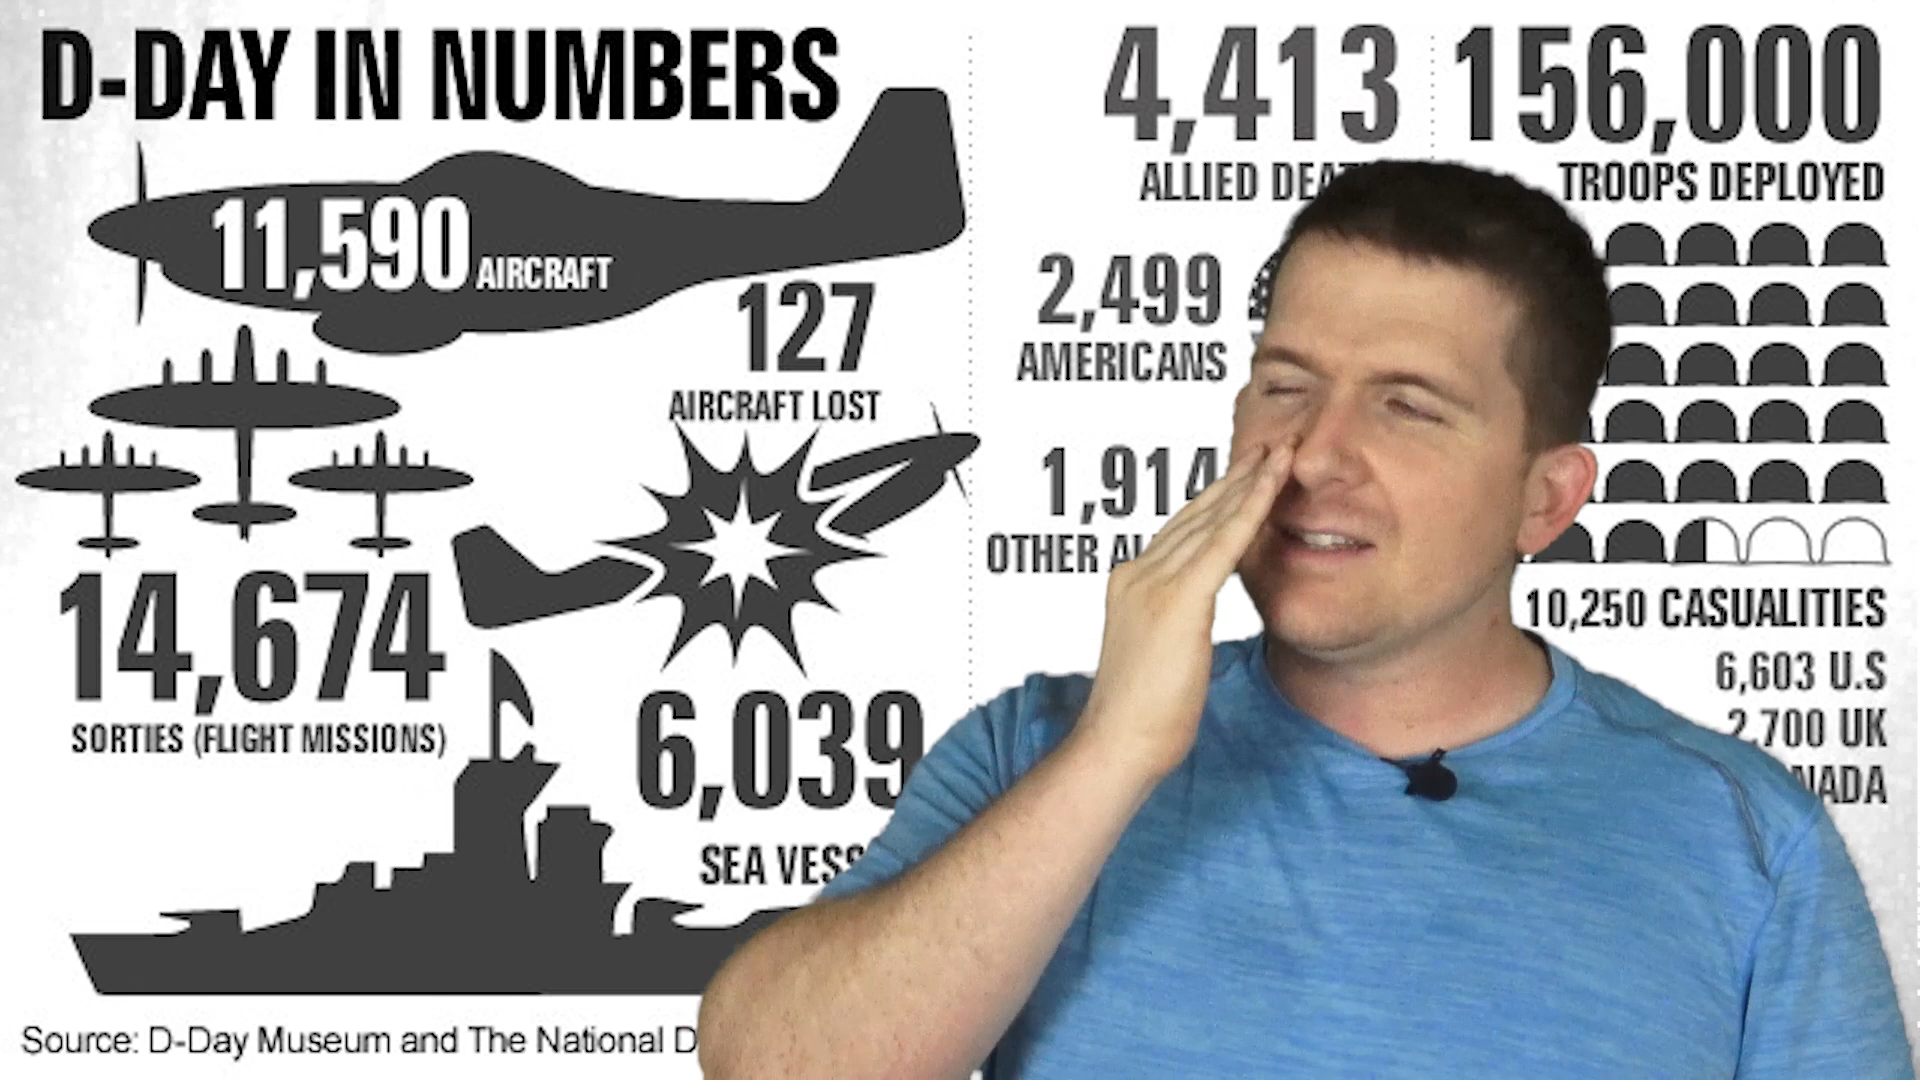 D-DAY IN NUMBERS
11,590 AIRCRAFT
127
AIRCRAFT LOST
14,674
SORTIES (FLIGHT MISSIONS)
6,039
SEA
Source: D-Day Museum and The National
4,413
ALLIED
2,499
AMERICANS
1,914
OTHER
156,000
TROOPS DEPLOYED
10,250 CASUALITIES
6,603 U.S
2,700 UK